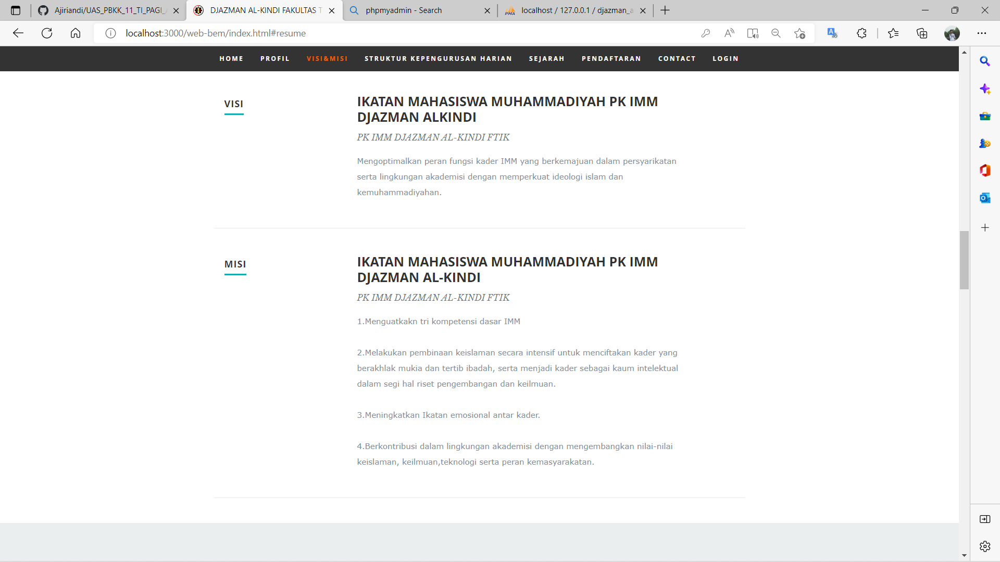 Ajiriandi/UAS_PBKK_11_TI_PAGI_
DJAZMAN AL-KINDI FAKULTAS T
phpmyadmin - Search
localhost / 127.0.0.1 / djazman_a
localhost:3000/web-bem/index.html#resume
HOME PROFIL VISI&MISI STRUKTUR KEPENGURUSAN HARIAN SEJARAH PENDAFTARAN CONTACT LOGIN
VISI
IKATAN MAHASISWA MUHAMMADIYAH PK IMM
DJAZMAN ALKINDI
PK IMM DJAZMAN AL-KINDI FTIK
Mengoptimalkan peran fungsi kader IMM yang berkemajuan dalam persyarikatan
serta lingkungan akademisi dengan memperkuat ideologi islam dan
kemuhammadiyahan.
MISI
IKATAN MAHASISWA MUHAMMADIYAH PK IMM
DJAZMAN AL-KINDI
PK IMM DJAZMAN AL-KINDI FTIK
1.Menguatkakn tri kompetensi dasar IMM
2.Melakukan pembinaan keislaman secara intensif untuk menciftakan kader yang
berakhlak mukia dan tertib ibadah, serta menjadi kader sebagai kaum intelektual
dalam segi hal riset pengembangan dan keilmuan.
3.Meningkatkan Ikatan emosional antar kader.
4.Berkontribusi dalam lingkungan akademisi dengan mengembangkan nilai-nilai
keislaman, keilmuan,teknologi serta peran kemasyarakatan.